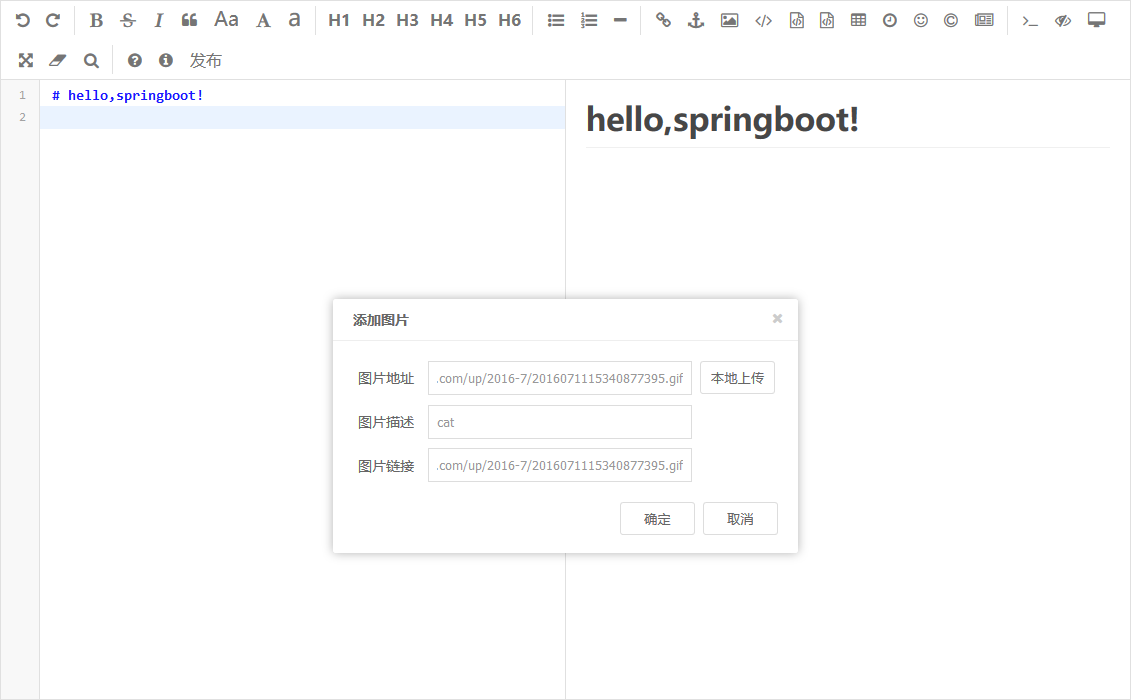 B S I Aa A a H1 H2 H3 H4 H5 H6
发布
1 # hello,springboot!
2
hello,springboot!
添加图片
图片地址 .com/up/2016-7/2016071115340877395.gif 本地上传
图片描述 cat
图片链接 .com/up/2016-7/2016071115340877395.gif
确定 取消